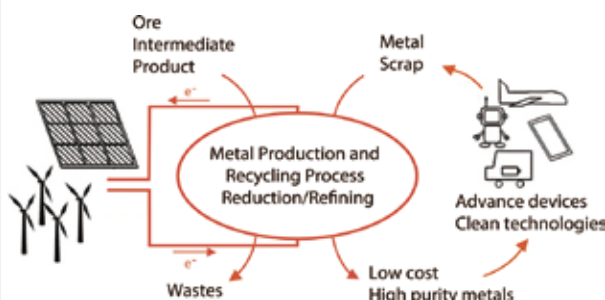 Ore
Intermediate
Product
Metal
Scrap
e⁻
Metal Production and
Recycling Process
Reduction/Refining
Advance devices
Clean technologies
e⁻
Wastes
Low cost
High purity metals